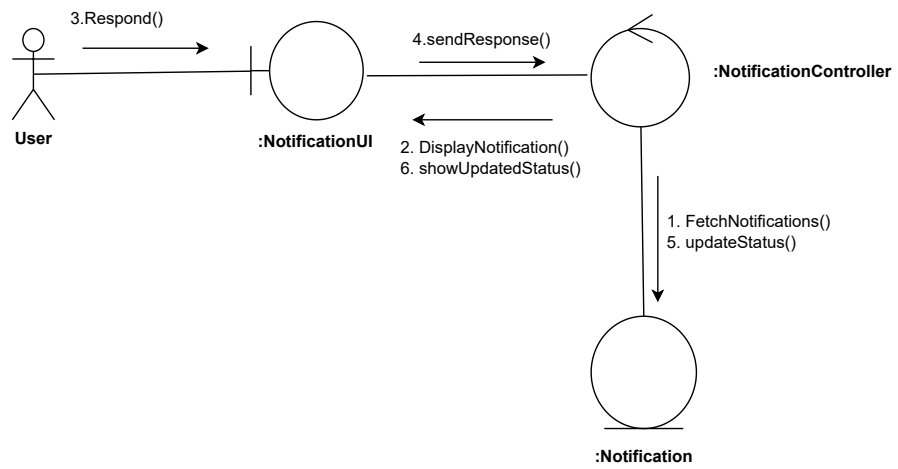 3.Respond()
4.sendResponse()
:NotificationController
User
:NotificationUI
2. DisplayNotification()
6. showUpdatedStatus()
1. FetchNotifications()
5. updateStatus()
:Notification